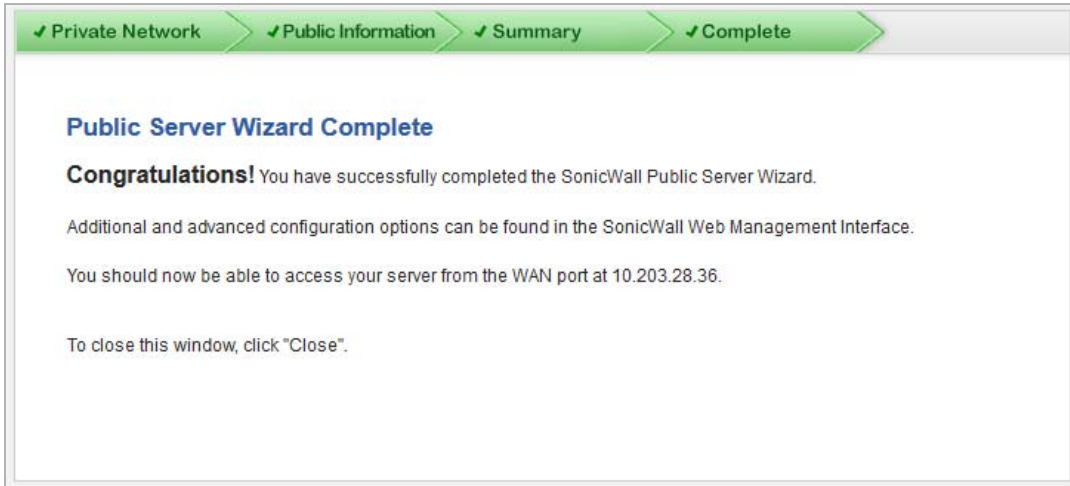 Private Network Public Information Summary Complete
Public Server Wizard Complete
Congratulations! You have successfully completed the SonicWall Public Server Wizard.
Additional and advanced configuration options can be found in the SonicWall Web Management Interface.
You should now be able to access your server from the WAN port at 10.203.28.36.
To close this window, click "Close".